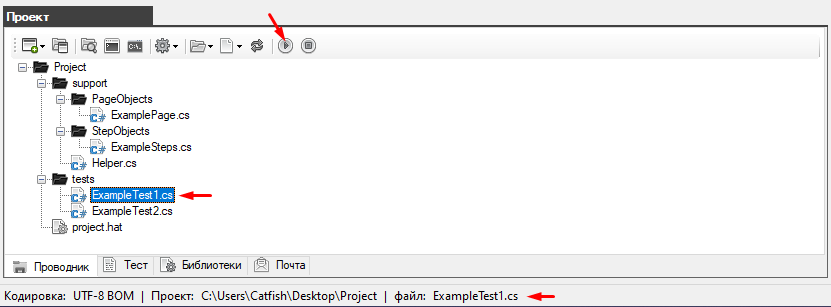 Проект
Project
support
PageObjects
ExamplePage.cs
StepObjects
ExampleSteps.cs
Helper.cs
tests
ExampleTest1.cs
ExampleTest2.cs
project.hat
Проводник Тест Библиотеки Почта
Кодировка: UTF-8 BOM | Проект: C:\Users\Catfish\Desktop\Project | файл: ExampleTest1.cs